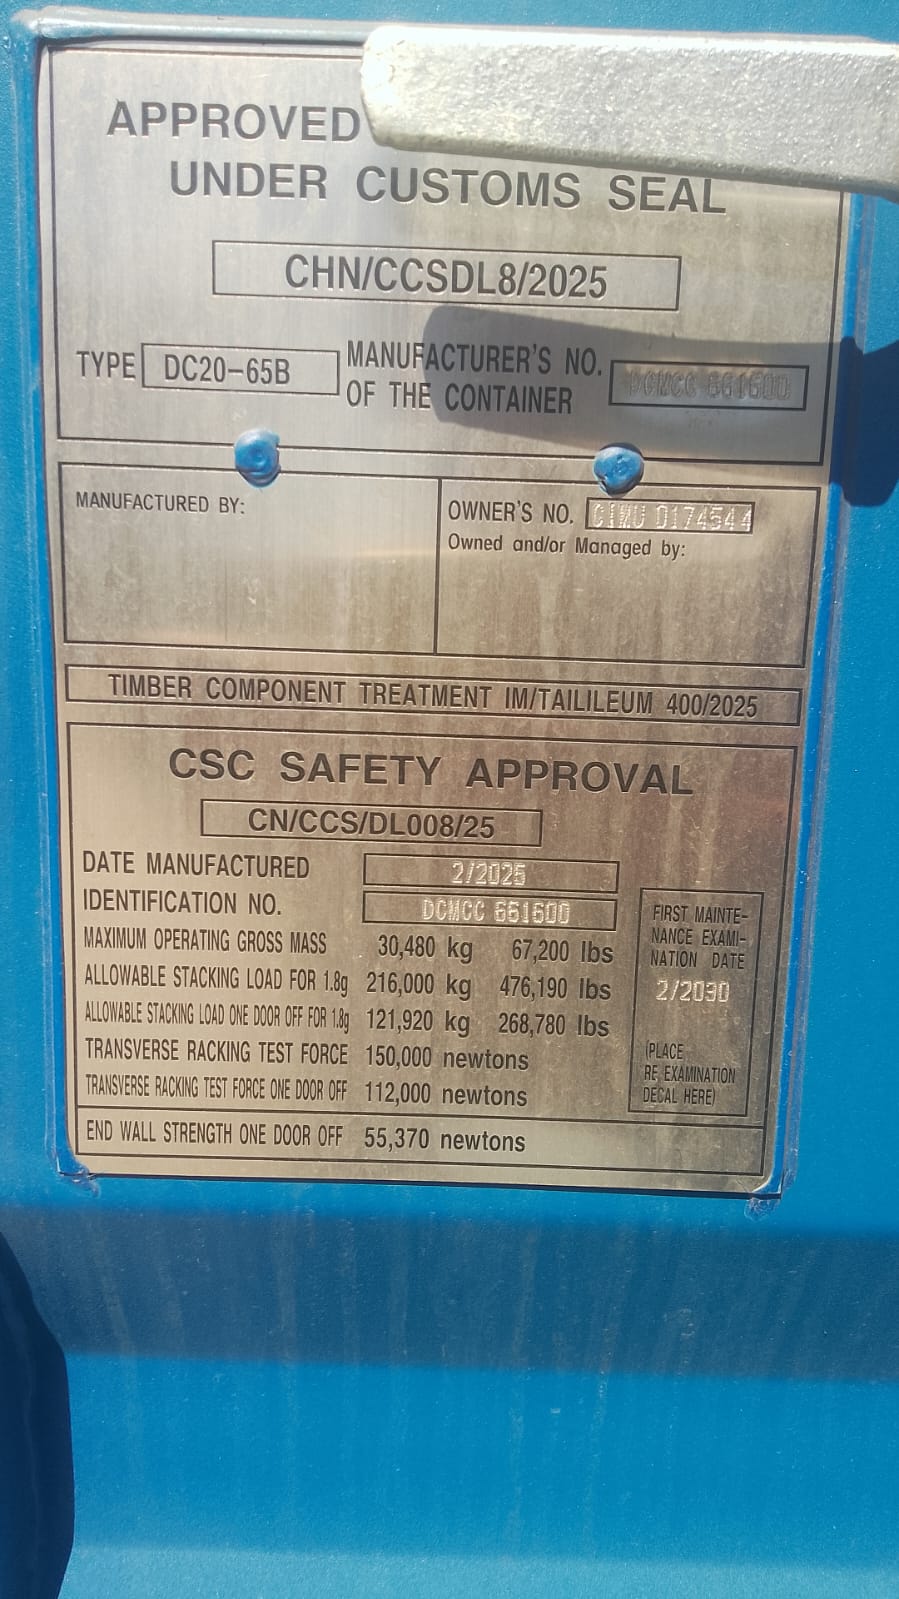 APPROVED
UNDER CUSTOMS SEAL
CHN/CCSDL8/2025
TYPE DC20-65B MANUFACTURER'S NO.
OF THE CONTAINER DCMCC 661600
MANUFACTURED BY:
OWNER'S NO. 0174544
Owned and/or Managed by:
TIMBER COMPONENT TREATMENT IM/TAILILEUM 400/2025
CSC SAFETY APPROVAL
CN/CCS/DL008/25
DATE MANUFACTURED 2/2025
IDENTIFICATION NO. DCMCC 661600
MAXIMUM OPERATING GROSS MASS 30,480 kg 67,200 lbs
ALLOWABLE STACKING LOAD FOR 1.8g 216,000 kg 476,190 lbs
ALLOWABLE STACKING LOAD ONE DOOR OFF FOR 1.8g 121,920 kg 268,780 lbs
TRANSVERSE RACKING TEST FORCE 150,000 newtons
TRANSVERSE RACKING TEST FORCE ONE DOOR OFF 112,000 newtons
END WALL STRENGTH ONE DOOR OFF 55,370 newtons
FIRST MAINTE-
NANCE EXAMI-
NATION DATE
2/2030
(PLACE
RE EXAMINATION
DECAL HERE)